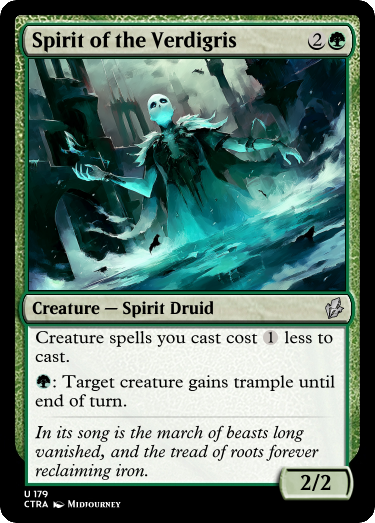 Spirit of the Verdigris 2
Creature — Spirit Druid
Creature spells you cast cost 1 less to
cast.
: Target creature gains trample until
end of turn.
In its song is the march of beasts long
vanished, and the tread of roots forever
reclaiming iron.
2/2
U 179
CTRA Midjourney